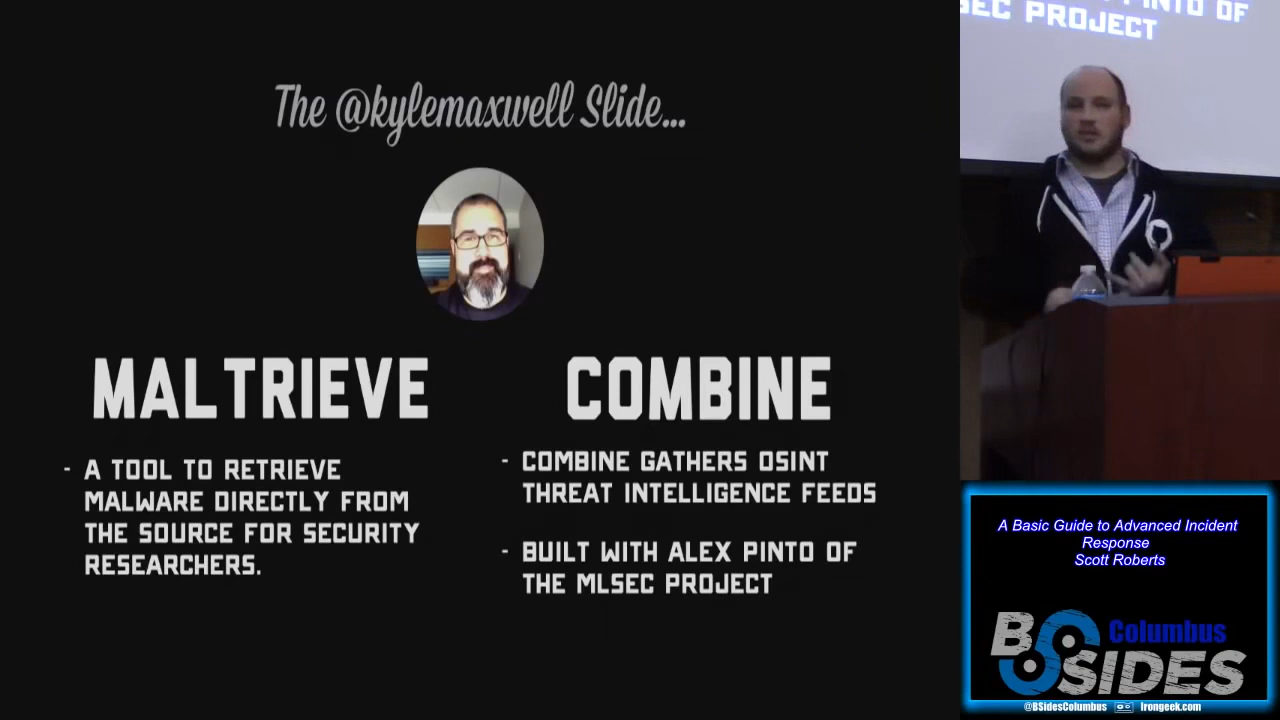 The @kylemaxwell Slide...
MALTRIEVE
- A TOOL TO RETRIEVE
MALWARE DIRECTLY FROM
THE SOURCE FOR SECURITY
RESEARCHERS.
COMBINE
- COMBINE GATHERS OSINT
THREAT INTELLIGENCE FEEDS
- BUILT WITH ALEX PINTO OF
THE MLSEC PROJECT
PINTO OF
SEC PROJECT
A Basic Guide to Advanced Incident
Response
Scott Roberts
BSIDES Columbus
@BSidesColumbus Irongeek.com